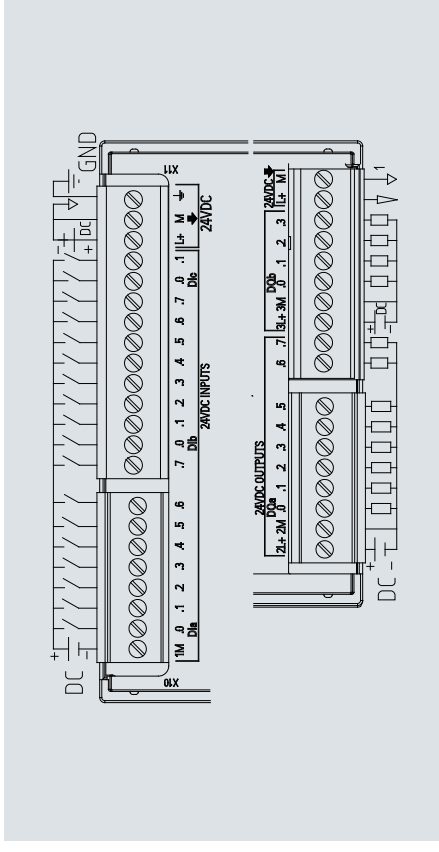 DC - + + - DC - GND
X10 X11
1M .0 .1 .2 .3 .4 .5 .6 .7 .0 .1 .2 .3 .4 .5 .6 .7 .0 .1 L+ M
DIa DIb DIc
24VDC INPUTS 24VDC
24VDC OUTPUTS
DQa DQb 24VDC
2L+ 2M .0 .1 .2 .3 .4 .5 .6 .7 3L+ 3M .0 .1 .2 .3 L+ M
+ - + - DC 1
DC